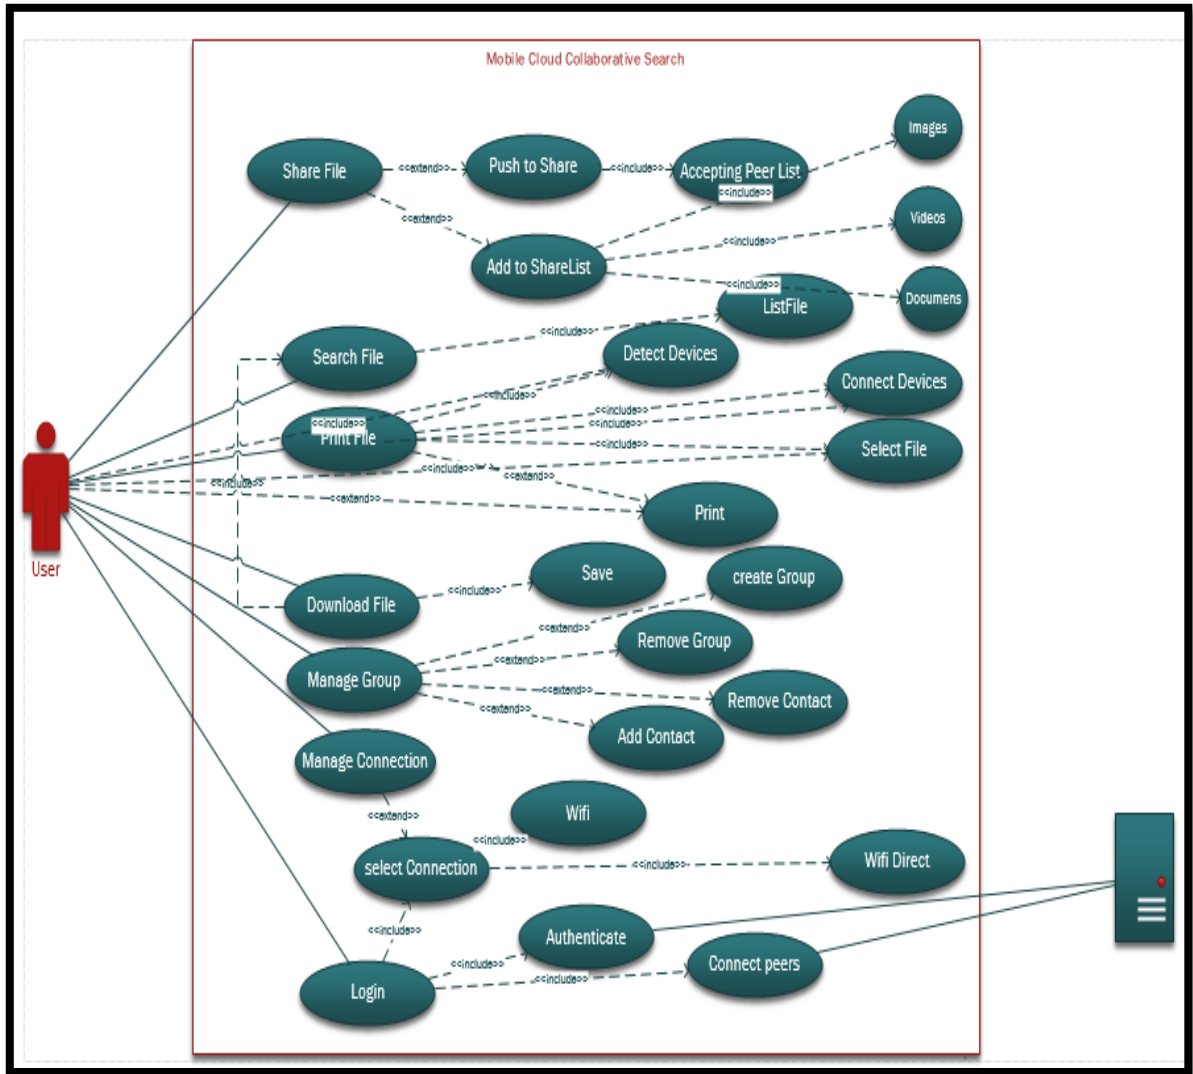 Mobile Cloud Collaborative Search
Images
Share File
<<extend>>
Push to Share
<<include>>
Accepting Peer List
<<include>>
<<extend>>
Videos
<<include>>
Add to ShareList
<<include>>
Documens
ListFile
<<include>>
Search File
Detect Devices
Connect Devices
<<include>>
<<include>>
<<include>>
<<include>>
Print File
<<include>>
Select File
<<include>>
<<extend>>
<<include>>
<<extend>>
Print
User
Save
create Group
<<include>>
Download File
<<extend>>
Remove Group
<<extend>>
Manage Group
<<extend>>
Remove Contact
<<extend>>
Add Contact
Manage Connection
<<extend>>
Wifi
<<include>>
select Connection
<<include>>
Wifi Direct
<<include>>
Authenticate
<<include>>
Connect peers
<<include>>
Login